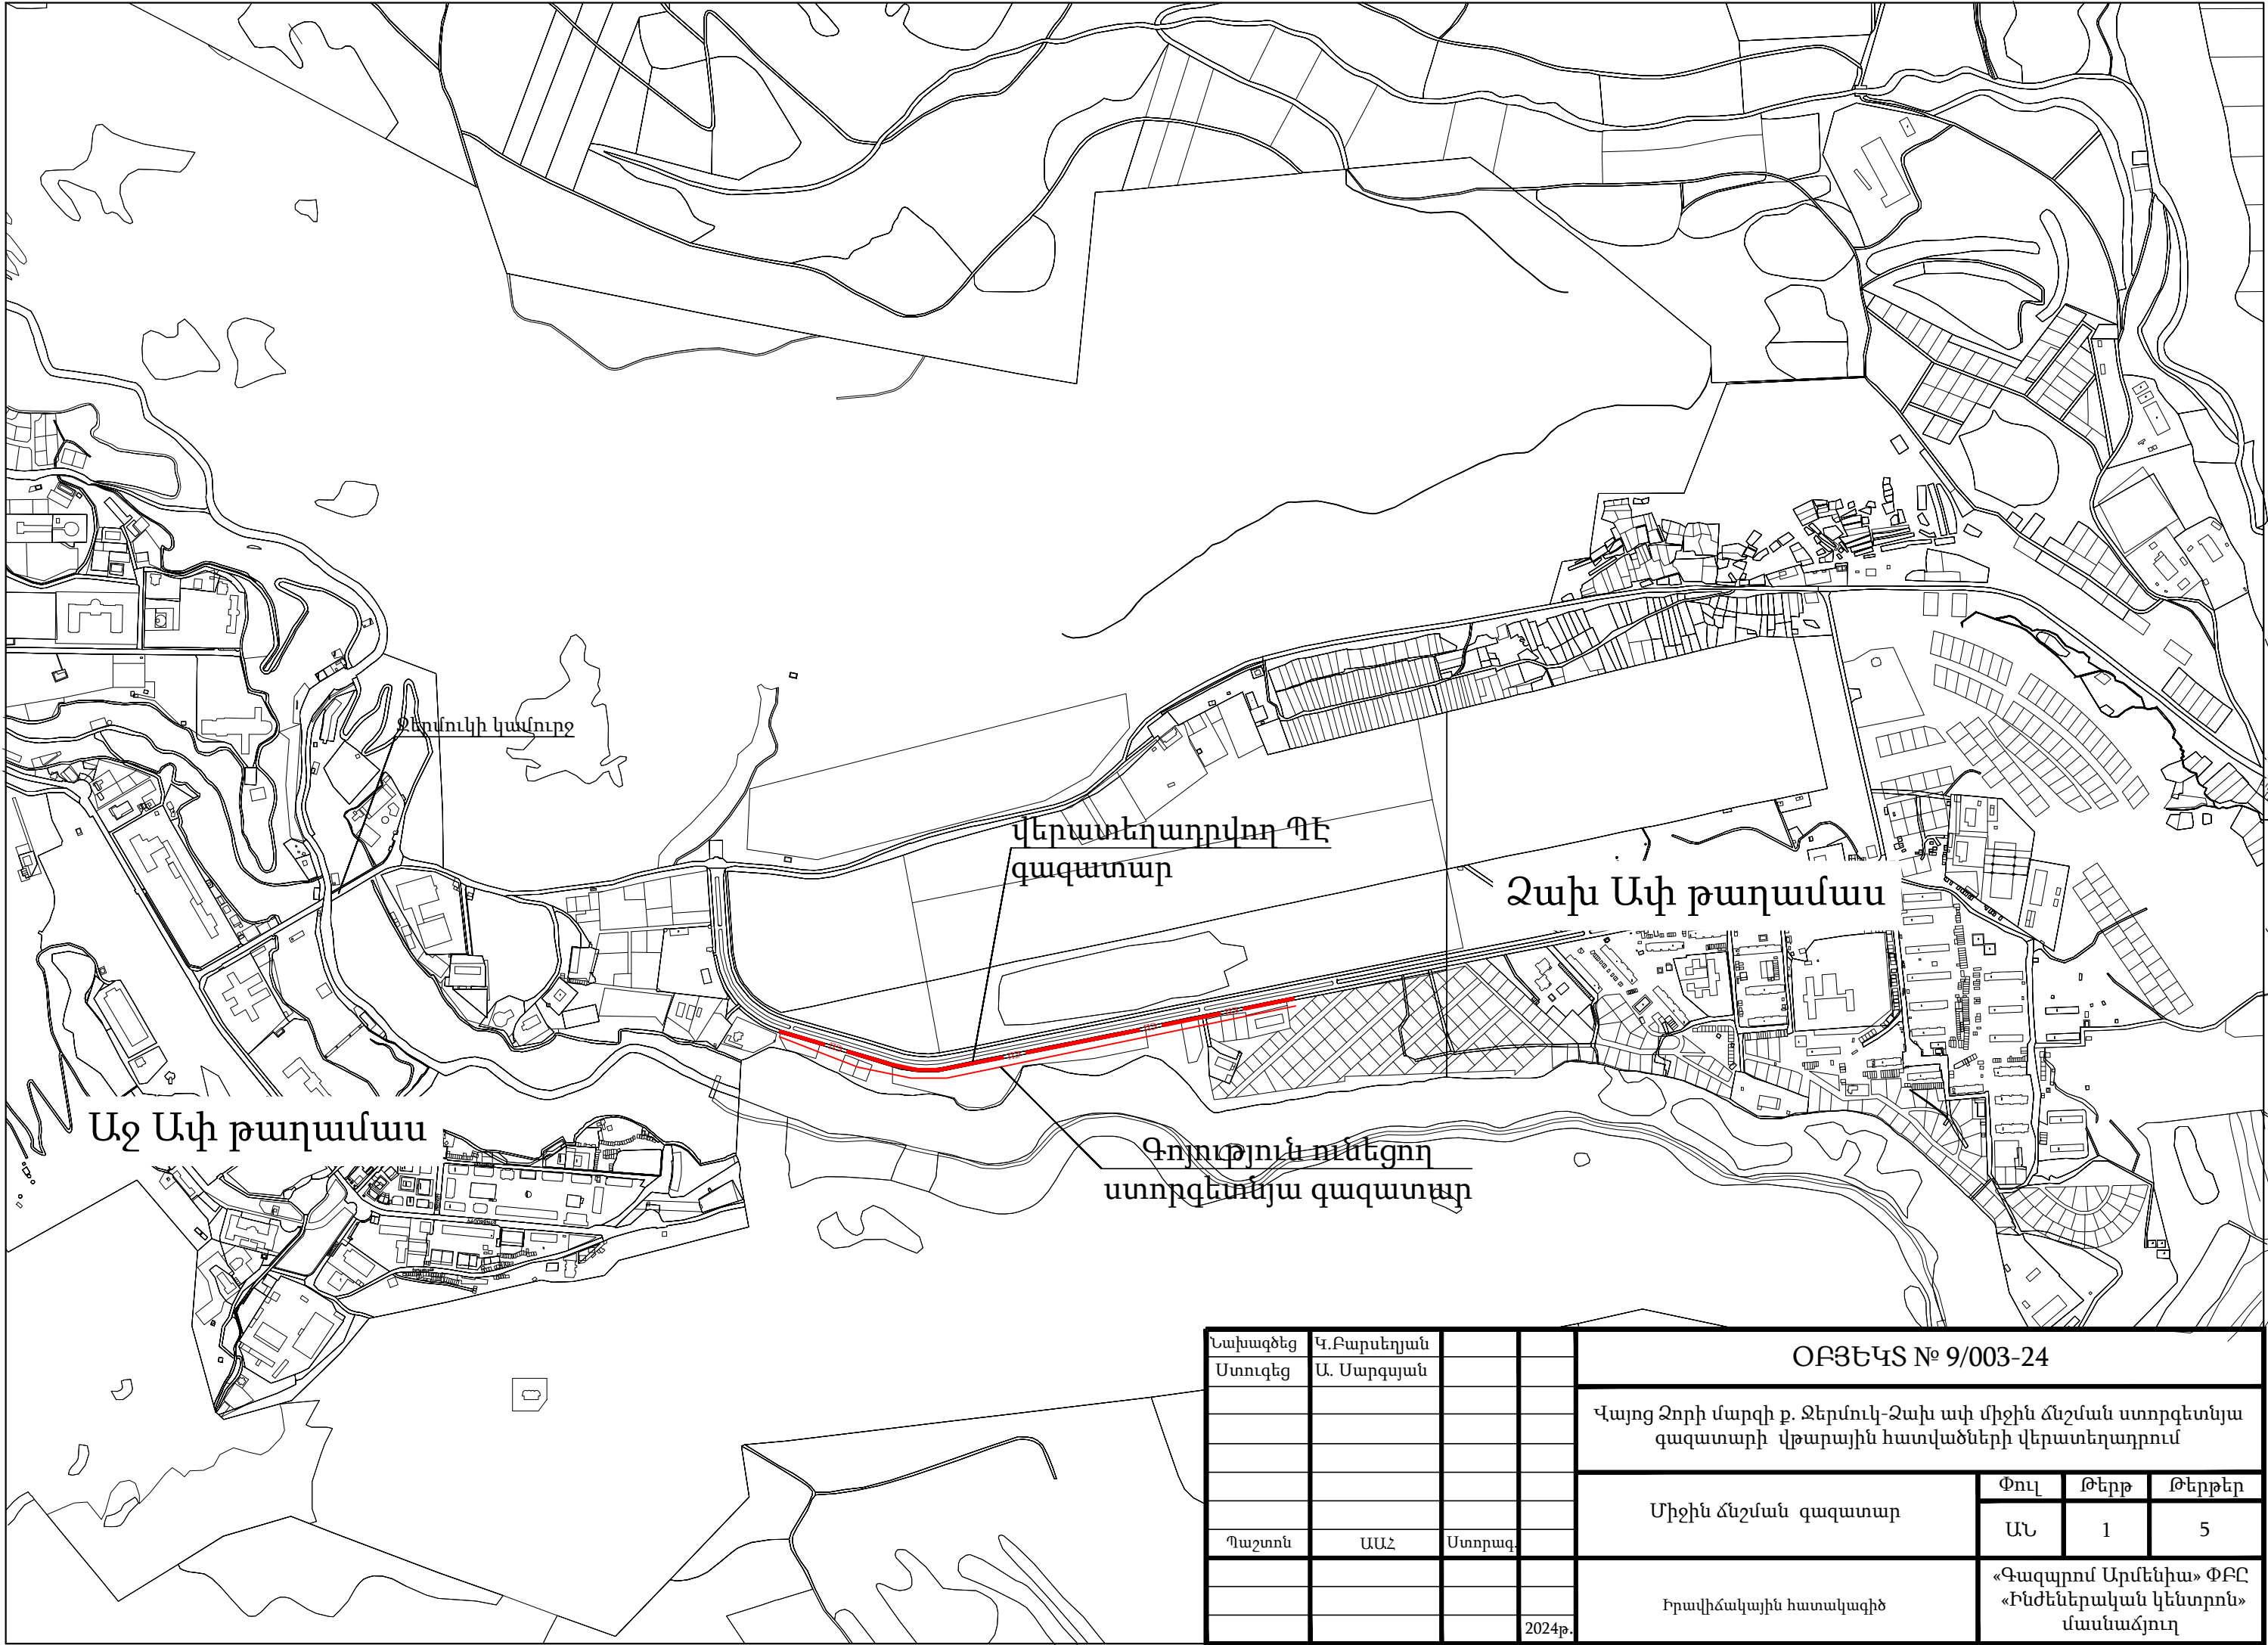 Ջերմուկի կամուրջ
վերատեղադրվող ՊԷ
գազատար
Ձախ Ափ թաղամաս
Աջ Ափ թաղամաս
Գոյություն ունեցող
ստորգետնյա գազատար
Նախագծեց Կ.Բարսեղյան
Ստուգեց Ա. Սարգսյան
Պաշտոն ԱԱՀ Ստորագ.
2024թ.
ՕԲՅԵԿՏ № 9/003-24
Վայոց Ձորի մարզի ք. Ջերմուկ-Ձախ ափ միջին ճնշման ստորգետնյա
գազատարի վթարային հատվածների վերատեղադրում
Միջին ճնշման գազատար
Փուլ Թերթ Թերթեր
ԱՆ 1 5
Իրավիճակային հատակագիծ
«Գազպրոմ Արմենիա» ՓԲԸ
«Ինժեներական կենտրոն»
մասնաճյուղ